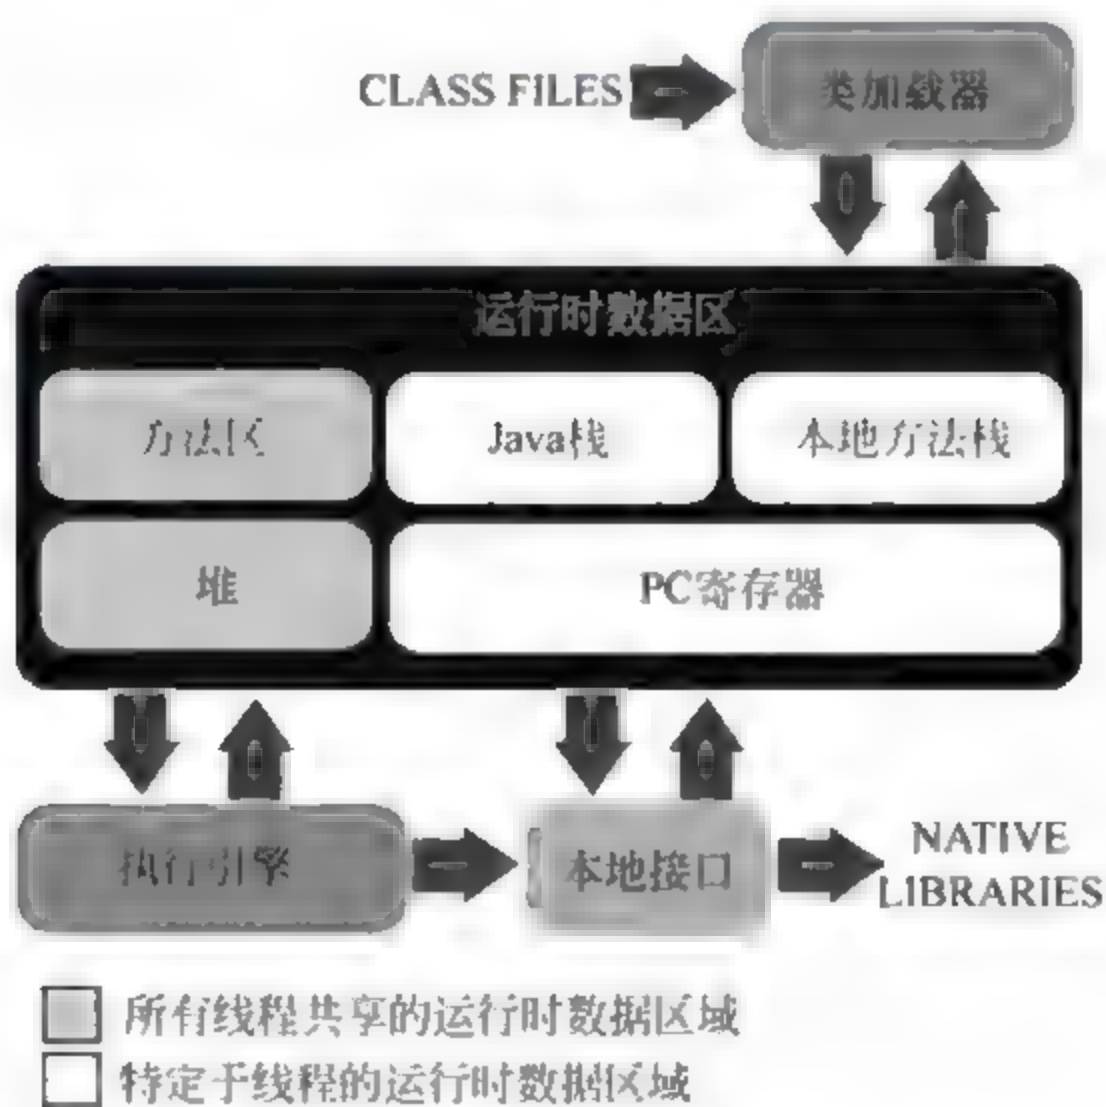 CLASS FILES
类加载器
运行时数据区
方法区
Java栈
本地方法栈
堆
PC寄存器
执行引擎
本地接口
NATIVE
LIBRARIES
所有线程共享的运行时数据区域
特定于线程的运行时数据区域